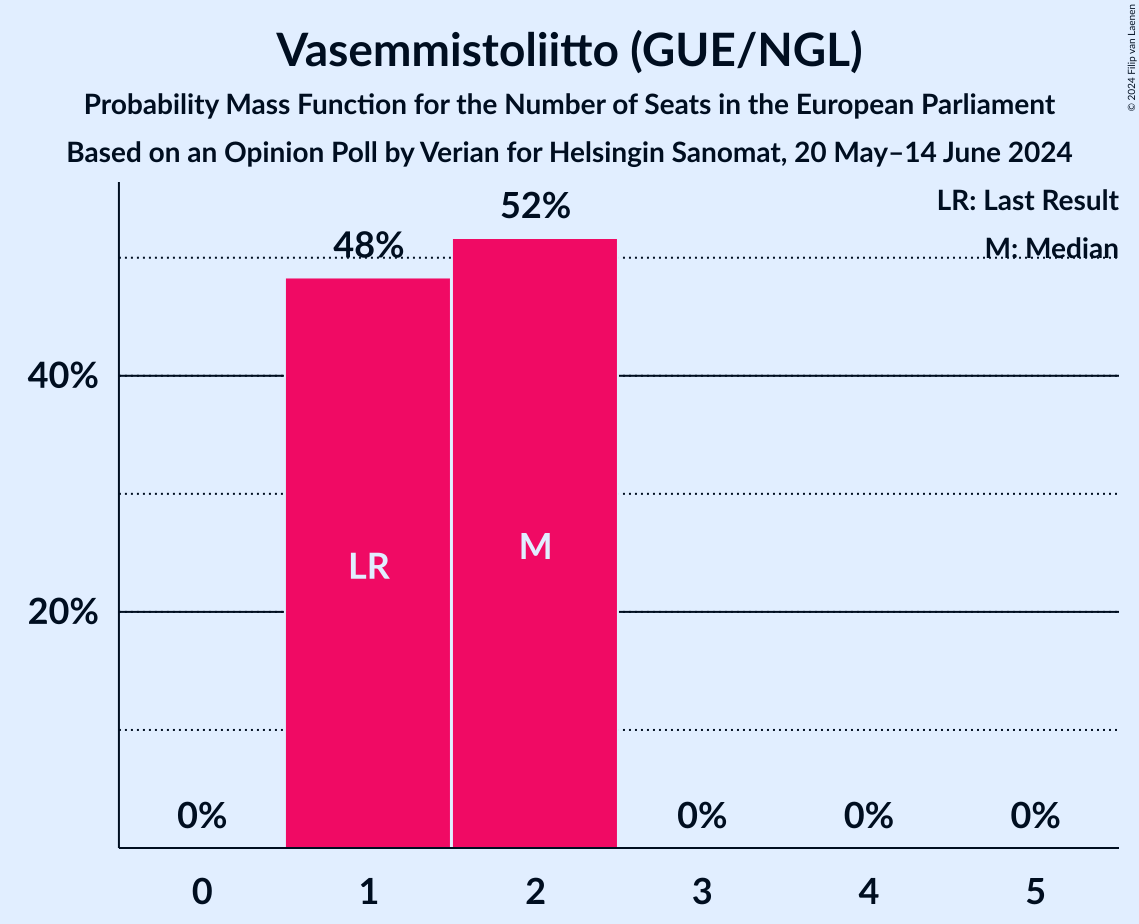 Vasemmistoliitto (GUE/NGL)
Probability Mass Function for the Number of Seats in the European Parliament
Based on an Opinion Poll by Verian for Helsingin Sanomat, 20 May–14 June 2024
© 2024 Filip van Laenen
LR: Last Result
M: Median
52%
48%
40%
20%
LR
M
0%
0%
0%
0%
0 1 2 3 4 5